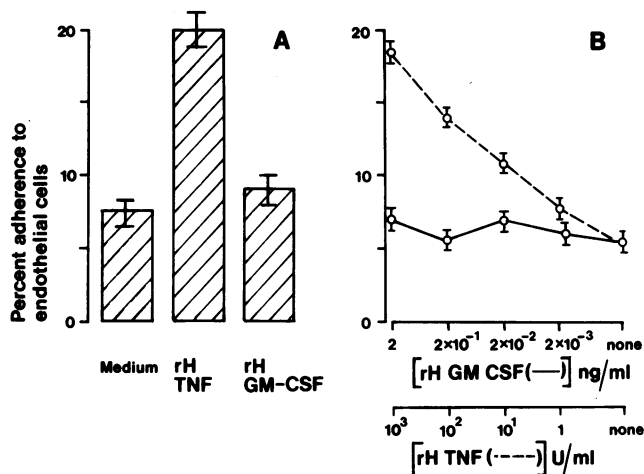 Percent adherence to
endothelial cells
20
10
0
A
Medium
rH
TNF
rH
GM-CSF
20
10
0
B
2 2×10⁻¹ 2×10⁻² 2×10⁻³ none
[rH GM CSF(—)] ng/ml
10³ 10² 10¹ 1 none
[rH TNF (----)] U/ml